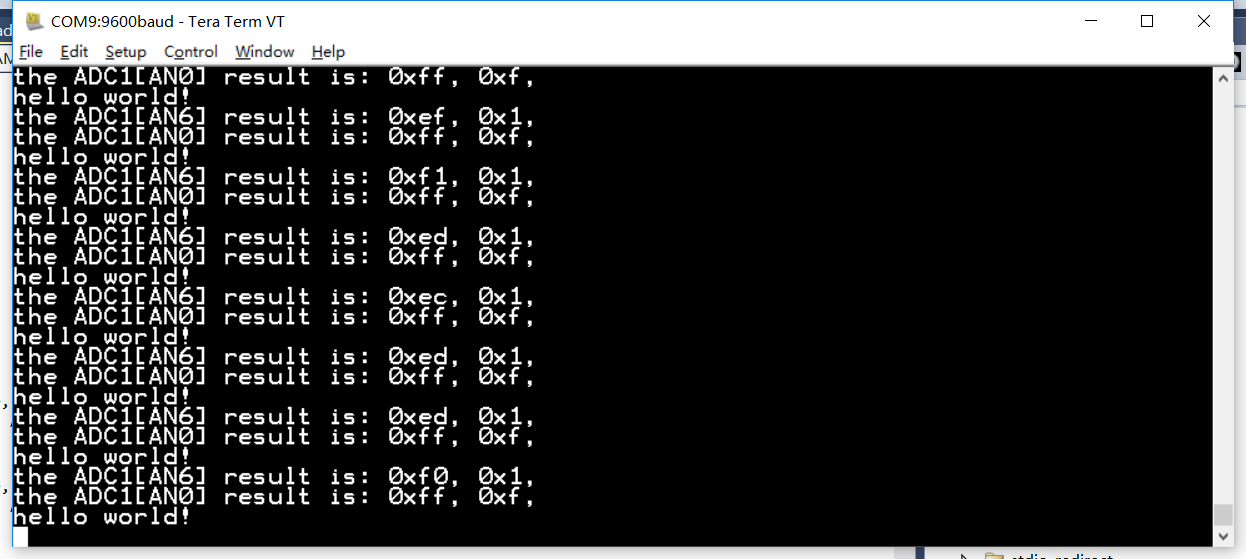 COM9:9600baud - Tera Term VT
File Edit Setup Control Window Help
the ADC1[AN0] result is: 0xff, 0xf,
hello world!
the ADC1[AN6] result is: 0xef, 0x1,
the ADC1[AN0] result is: 0xff, 0xf,
hello world!
the ADC1[AN6] result is: 0xf1, 0x1,
the ADC1[AN0] result is: 0xff, 0xf,
hello world!
the ADC1[AN6] result is: 0xed, 0x1,
the ADC1[AN0] result is: 0xff, 0xf,
hello world!
the ADC1[AN6] result is: 0xec, 0x1,
the ADC1[AN0] result is: 0xff, 0xf,
hello world!
the ADC1[AN6] result is: 0xed, 0x1,
the ADC1[AN0] result is: 0xff, 0xf,
hello world!
the ADC1[AN6] result is: 0xed, 0x1,
the ADC1[AN0] result is: 0xff, 0xf,
hello world!
the ADC1[AN6] result is: 0xf0, 0x1,
the ADC1[AN0] result is: 0xff, 0xf,
hello world!